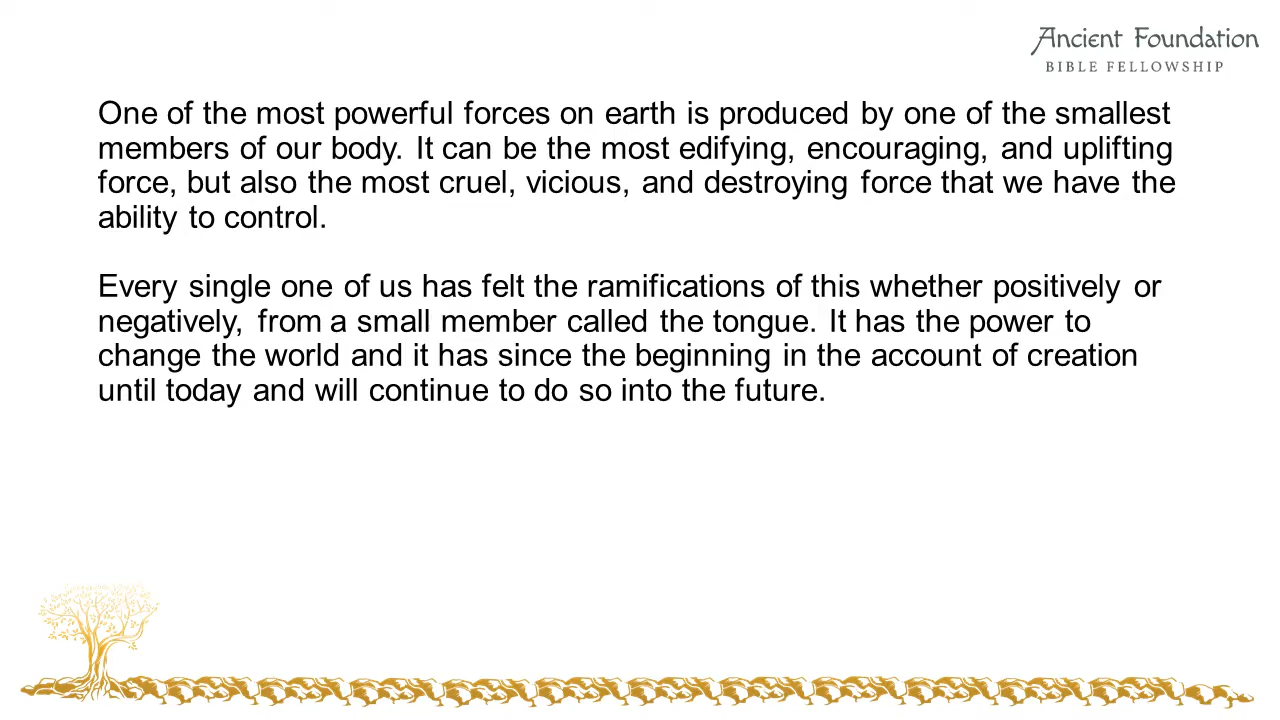 Ancient Foundation
BIBLE FELLOWSHIP
One of the most powerful forces on earth is produced by one of the smallest
members of our body. It can be the most edifying, encouraging, and uplifting
force, but also the most cruel, vicious, and destroying force that we have the
ability to control.
Every single one of us has felt the ramifications of this whether positively or
negatively, from a small member called the tongue. It has the power to
change the world and it has since the beginning in the account of creation
until today and will continue to do so into the future.